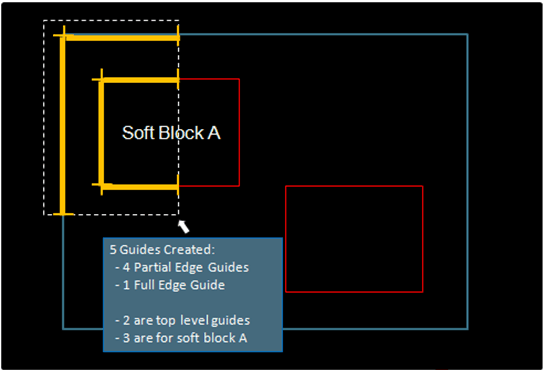 Soft Block A
5 Guides Created:
- 4 Partial Edge Guides
- 1 Full Edge Guide
- 2 are top level guides
- 3 are for soft block A